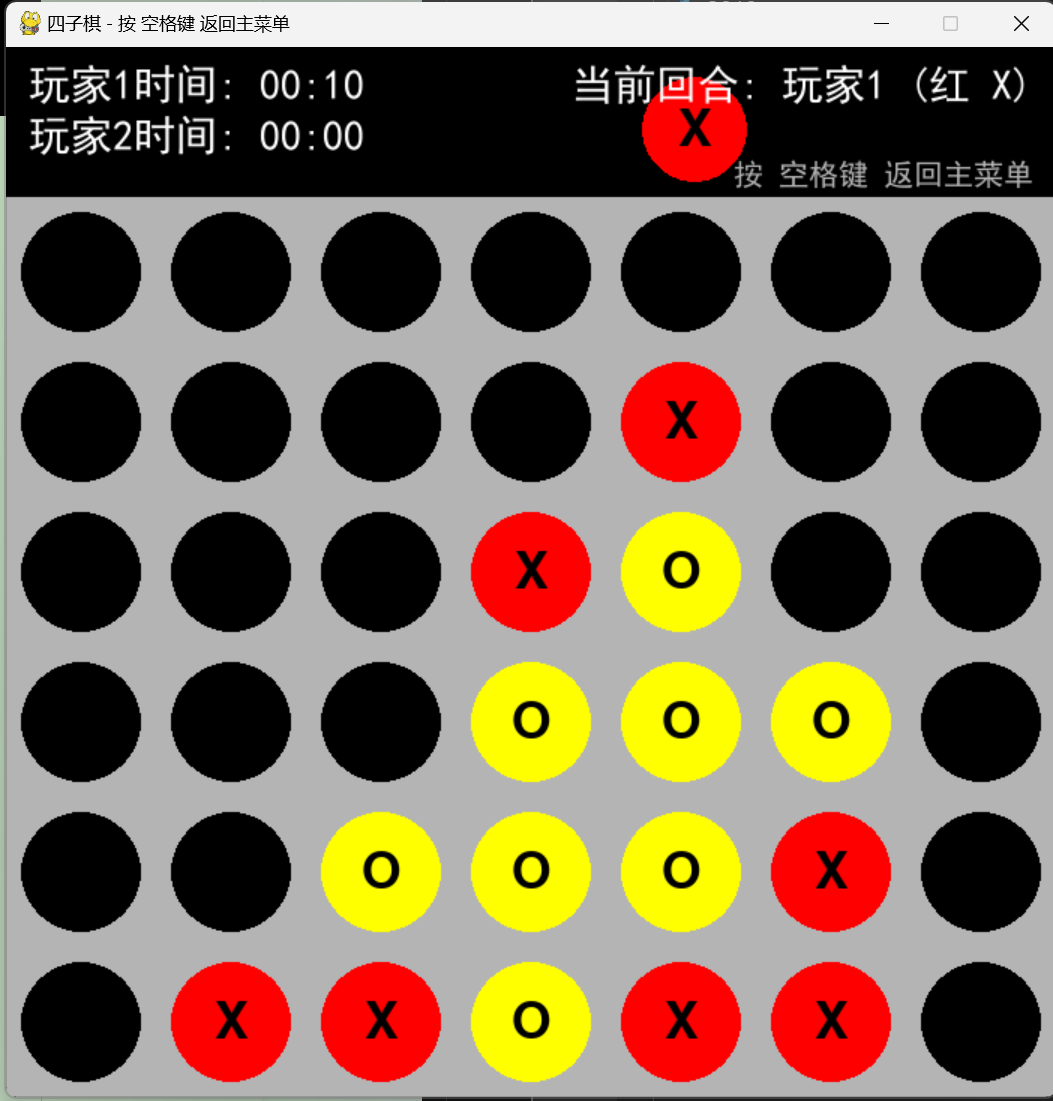 四子棋 - 按 空格键 返回主菜单
玩家1时间: 00:10
当前回合: 玩家1 (红 X)
玩家2时间: 00:00
X
按 空格键 返回主菜单
X
X O
O O O
O O O X
X X O X X